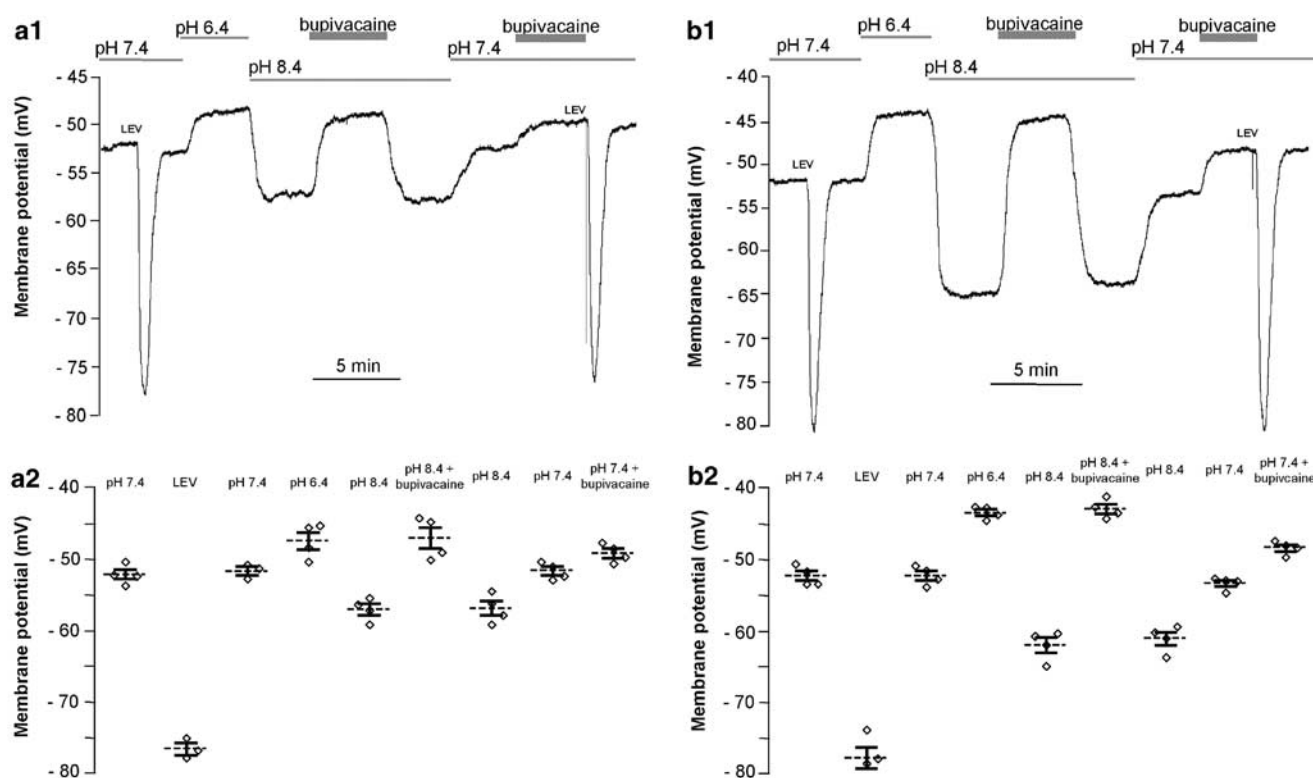 a1
pH 7.4
pH 6.4
bupivacaine
pH 8.4
bupivacaine
pH 7.4
Membrane potential (mV)
- 45
- 50
- 55
- 60
- 65
- 70
- 75
- 80
LEV
LEV
5 min
b1
pH 7.4
pH 6.4
bupivacaine
pH 8.4
bupivacaine
pH 7.4
Membrane potential (mV)
- 40
- 45
- 50
- 55
- 60
- 65
- 70
- 75
- 80
LEV
LEV
5 min
a2
pH 7.4
LEV
pH 7.4
pH 6.4
pH 8.4
pH 8.4 +
bupivacaine
pH 8.4
pH 7.4
pH 7.4 +
bupivacaine
Membrane potential (mV)
- 40
- 50
- 60
- 70
- 80
b2
pH 7.4
LEV
pH 7.4
pH 6.4
pH 8.4
pH 8.4 +
bupivacaine
pH 8.4
pH 7.4
pH 7.4 +
bupivcaine
Membrane potential (mV)
- 40
- 50
- 60
- 70
- 80